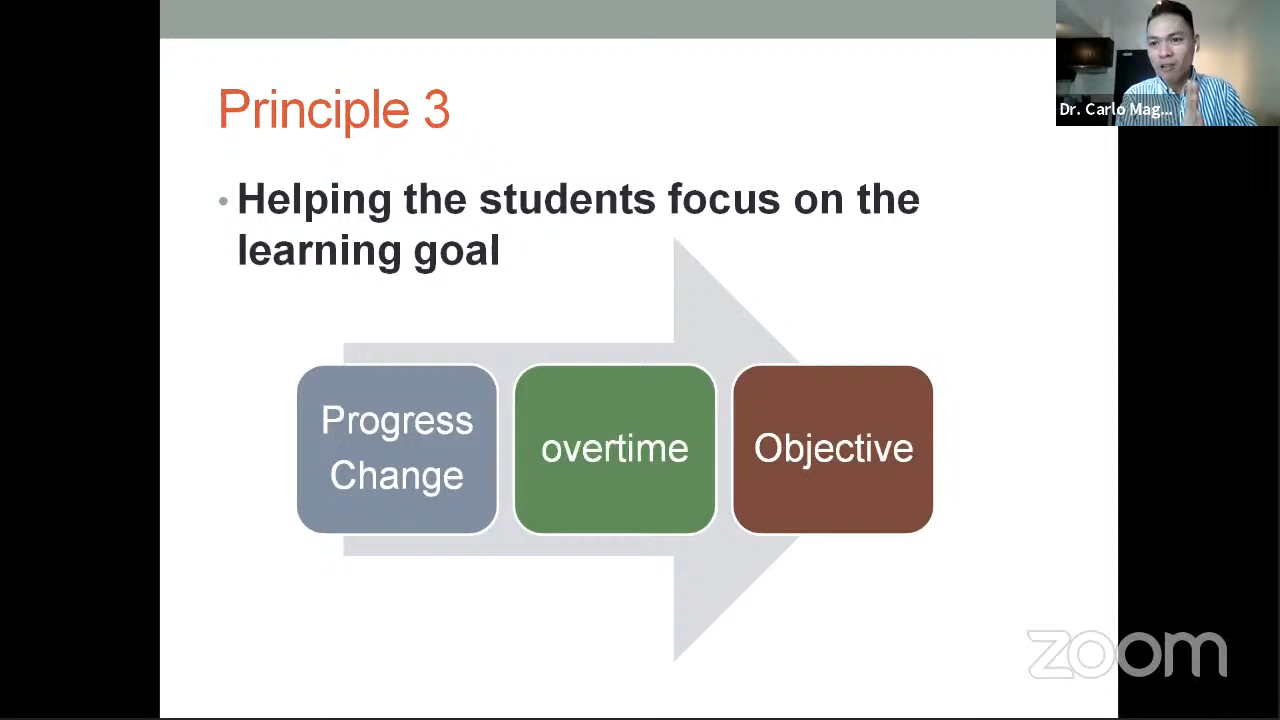 Principle 3
Dr. Carlo Mag...
• Helping the students focus on the
learning goal
Progress
Change
overtime
Objective
zoom